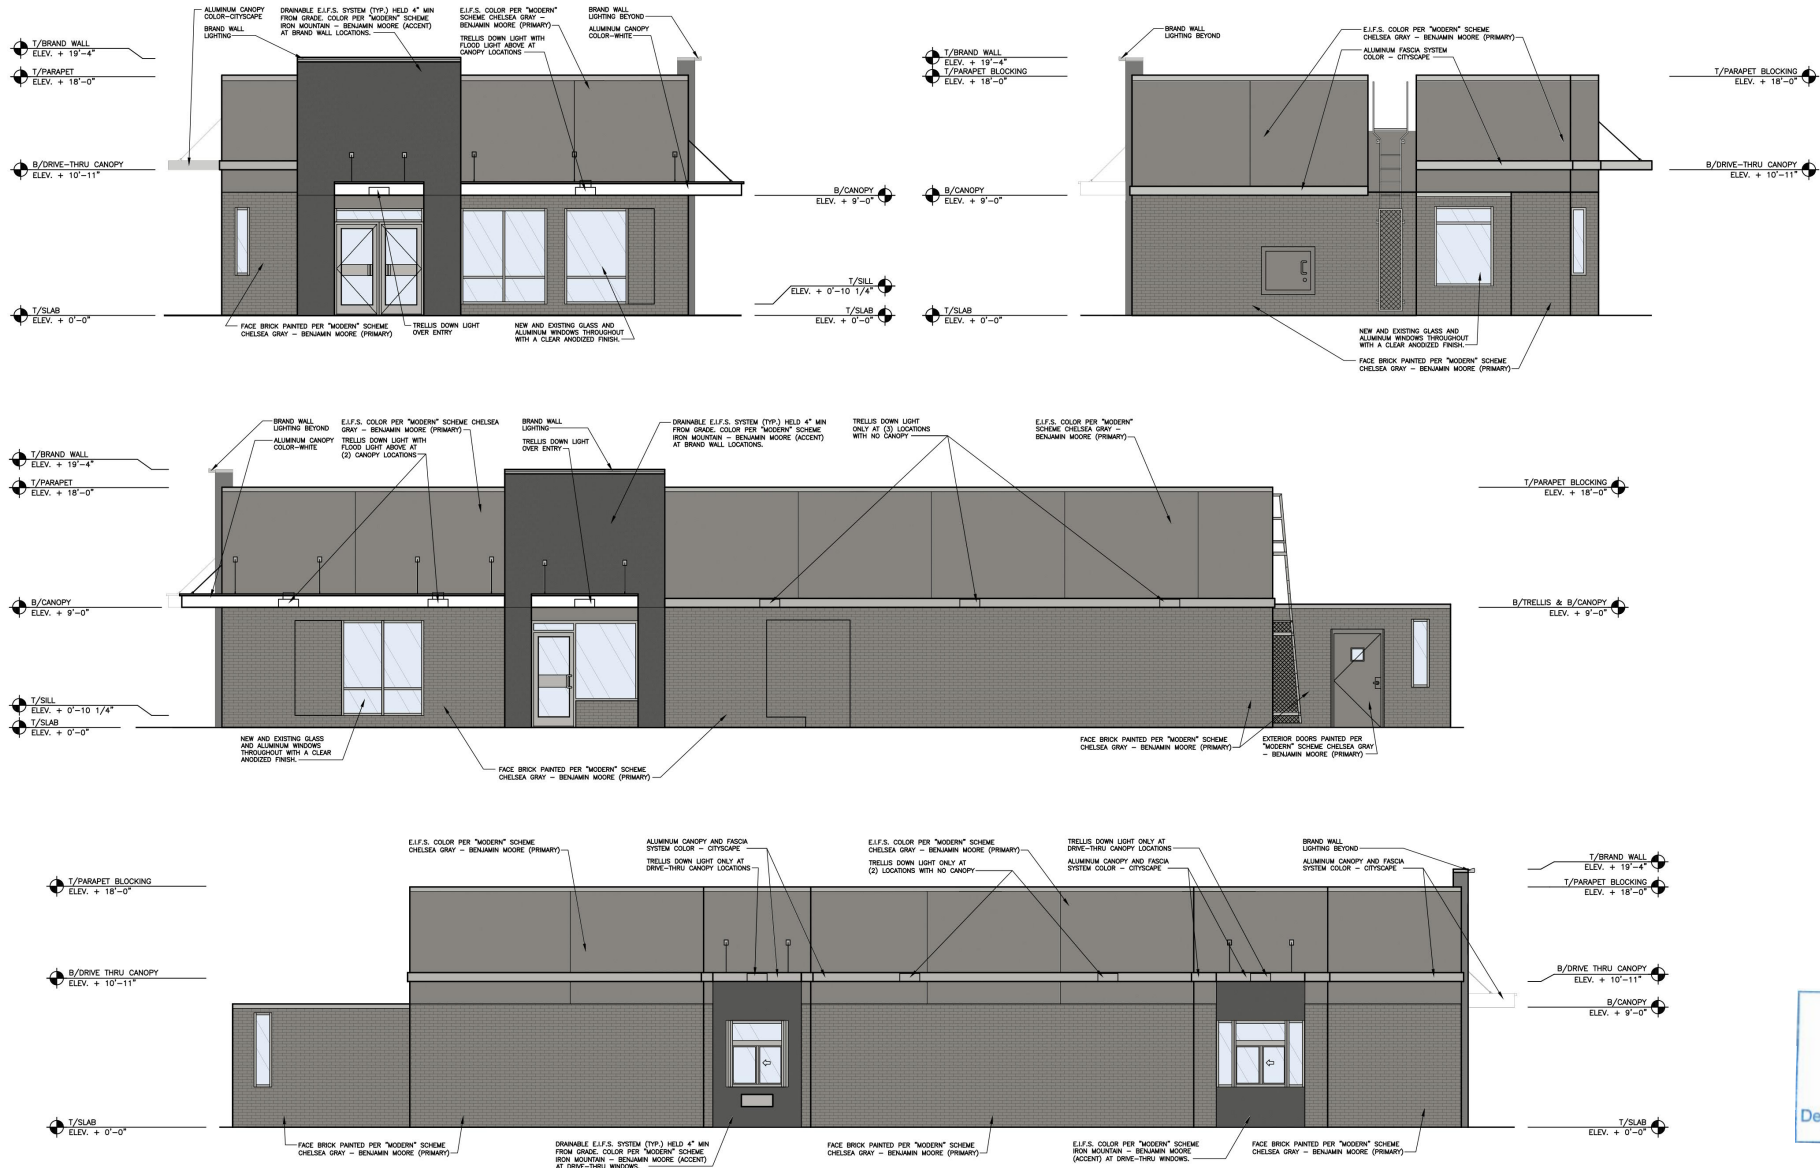 ALUMINUM CANOPY
COLOR-CITYSCAPE
BRAND WALL
LIGHTING
DRAINABLE E.I.F.S. SYSTEM (TYP.) HELD 4" MIN
FROM GRADE. COLOR PER "MODERN" SCHEME
IRON MOUNTAIN - BENJAMIN MOORE (ACCENT)
AT BRAND WALL LOCATIONS.
E.I.F.S. COLOR PER "MODERN"
SCHEME CHELSEA GRAY -
BENJAMIN MOORE (PRIMARY)
TRELLIS DOWN LIGHT WITH
FLOOD LIGHT ABOVE AT
CANOPY LOCATIONS
BRAND WALL
LIGHTING BEYOND
ALUMINUM CANOPY
COLOR-WHITE
T/BRAND WALL
ELEV. + 19'-4"
T/PARAPET
ELEV. + 18'-0"
B/DRIVE-THRU CANOPY
ELEV. + 10'-11"
T/SLAB
ELEV. + 0'-0"
B/CANOPY
ELEV. + 9'-0"
T/SILL
ELEV. + 0'-10 1/4"
T/SLAB
ELEV. + 0'-0"
FACE BRICK PAINTED PER "MODERN" SCHEME
CHELSEA GRAY - BENJAMIN MOORE (PRIMARY)
TRELLIS DOWN LIGHT
OVER ENTRY
NEW AND EXISTING GLASS AND
ALUMINUM WINDOWS THROUGHOUT
WITH A CLEAR ANODIZED FINISH.
BRAND WALL
LIGHTING BEYOND
E.I.F.S. COLOR PER "MODERN" SCHEME
CHELSEA GRAY - BENJAMIN MOORE (PRIMARY)
ALUMINUM FASCIA SYSTEM
COLOR - CITYSCAPE
T/BRAND WALL
ELEV. + 19'-4"
T/PARAPET BLOCKING
ELEV. + 18'-0"
B/CANOPY
ELEV. + 9'-0"
T/SLAB
ELEV. + 0'-0"
T/PARAPET BLOCKING
ELEV. + 18'-0"
B/DRIVE-THRU CANOPY
ELEV. + 10'-11"
NEW AND EXISTING GLASS AND
ALUMINUM WINDOWS THROUGHOUT
WITH A CLEAR ANODIZED FINISH.
FACE BRICK PAINTED PER "MODERN" SCHEME
CHELSEA GRAY - BENJAMIN MOORE (PRIMARY)
BRAND WALL
LIGHTING BEYOND
ALUMINUM CANOPY
COLOR-WHITE
E.I.F.S. COLOR PER "MODERN" SCHEME CHELSEA
GRAY - BENJAMIN MOORE (PRIMARY)
TRELLIS DOWN LIGHT WITH
FLOOD LIGHT ABOVE AT
(2) CANOPY LOCATIONS
BRAND WALL
LIGHTING
TRELLIS DOWN LIGHT
OVER ENTRY
DRAINABLE E.I.F.S. SYSTEM (TYP.) HELD 4" MIN
FROM GRADE. COLOR PER "MODERN" SCHEME
IRON MOUNTAIN - BENJAMIN MOORE (ACCENT)
AT BRAND WALL LOCATIONS.
TRELLIS DOWN LIGHT
ONLY AT (3) LOCATIONS
WITH NO CANOPY
E.I.F.S. COLOR PER "MODERN"
SCHEME CHELSEA GRAY -
BENJAMIN MOORE (PRIMARY)
T/BRAND WALL
ELEV. + 19'-4"
T/PARAPET
ELEV. + 18'-0"
B/CANOPY
ELEV. + 9'-0"
T/SILL
ELEV. + 0'-10 1/4"
T/SLAB
ELEV. + 0'-0"
T/PARAPET BLOCKING
ELEV. + 18'-0"
B/TRELLIS & B/CANOPY
ELEV. + 9'-0"
NEW AND EXISTING GLASS
AND ALUMINUM WINDOWS
THROUGHOUT WITH A CLEAR
ANODIZED FINISH.
FACE BRICK PAINTED PER "MODERN" SCHEME
CHELSEA GRAY - BENJAMIN MOORE (PRIMARY)
FACE BRICK PAINTED PER "MODERN" SCHEME
CHELSEA GRAY - BENJAMIN MOORE (PRIMARY)
EXTERIOR DOORS PAINTED PER
"MODERN" SCHEME CHELSEA GRAY
- BENJAMIN MOORE (PRIMARY)
E.I.F.S. COLOR PER "MODERN" SCHEME
CHELSEA GRAY - BENJAMIN MOORE (PRIMARY)
ALUMINUM CANOPY AND FASCIA
SYSTEM COLOR - CITYSCAPE
TRELLIS DOWN LIGHT ONLY AT
DRIVE-THRU CANOPY LOCATIONS
E.I.F.S. COLOR PER "MODERN" SCHEME
CHELSEA GRAY - BENJAMIN MOORE (PRIMARY)
TRELLIS DOWN LIGHT ONLY AT
(2) LOCATIONS WITH NO CANOPY
TRELLIS DOWN LIGHT ONLY AT
DRIVE-THRU CANOPY LOCATIONS
ALUMINUM CANOPY AND FASCIA
SYSTEM COLOR - CITYSCAPE
BRAND WALL
LIGHTING BEYOND
ALUMINUM CANOPY AND FASCIA
SYSTEM COLOR - CITYSCAPE
T/PARAPET BLOCKING
ELEV. + 18'-0"
B/DRIVE THRU CANOPY
ELEV. + 10'-11"
T/SLAB
ELEV. + 0'-0"
T/BRAND WALL
ELEV. + 19'-4"
T/PARAPET BLOCKING
ELEV. + 18'-0"
B/DRIVE THRU CANOPY
ELEV. + 10'-11"
B/CANOPY
ELEV. + 9'-0"
T/SLAB
ELEV. + 0'-0"
De
FACE BRICK PAINTED PER "MODERN" SCHEME
CHELSEA GRAY - BENJAMIN MOORE (PRIMARY)
DRAINABLE E.I.F.S. SYSTEM (TYP.) HELD 4" MIN
FROM GRADE. COLOR PER "MODERN" SCHEME
IRON MOUNTAIN - BENJAMIN MOORE (ACCENT)
AT DRIVE-THRU WINDOWS.
FACE BRICK PAINTED PER "MODERN" SCHEME
CHELSEA GRAY - BENJAMIN MOORE (PRIMARY)
E.I.F.S. COLOR PER "MODERN" SCHEME
IRON MOUNTAIN - BENJAMIN MOORE
(ACCENT) AT DRIVE-THRU WINDOWS.
FACE BRICK PAINTED PER "MODERN" SCHEME
CHELSEA GRAY - BENJAMIN MOORE (PRIMARY)